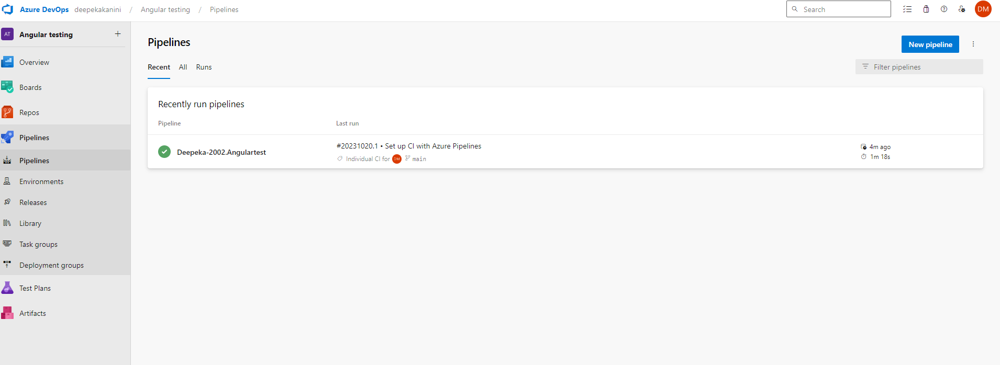 Azure DevOps deepekakanini / Angular testing / Pipelines
Search
DM
AT Angular testing +
Overview
Boards
Repos
Pipelines
Pipelines
Environments
Releases
Library
Task groups
Deployment groups
Test Plans
Artifacts
Pipelines
New pipeline
Recent All Runs
Filter pipelines
Recently run pipelines
Pipeline Last run
Deepeka-2002.Angulartest
#20231020.1 • Set up CI with Azure Pipelines
Individual CI for DM main
4m ago
1m 18s